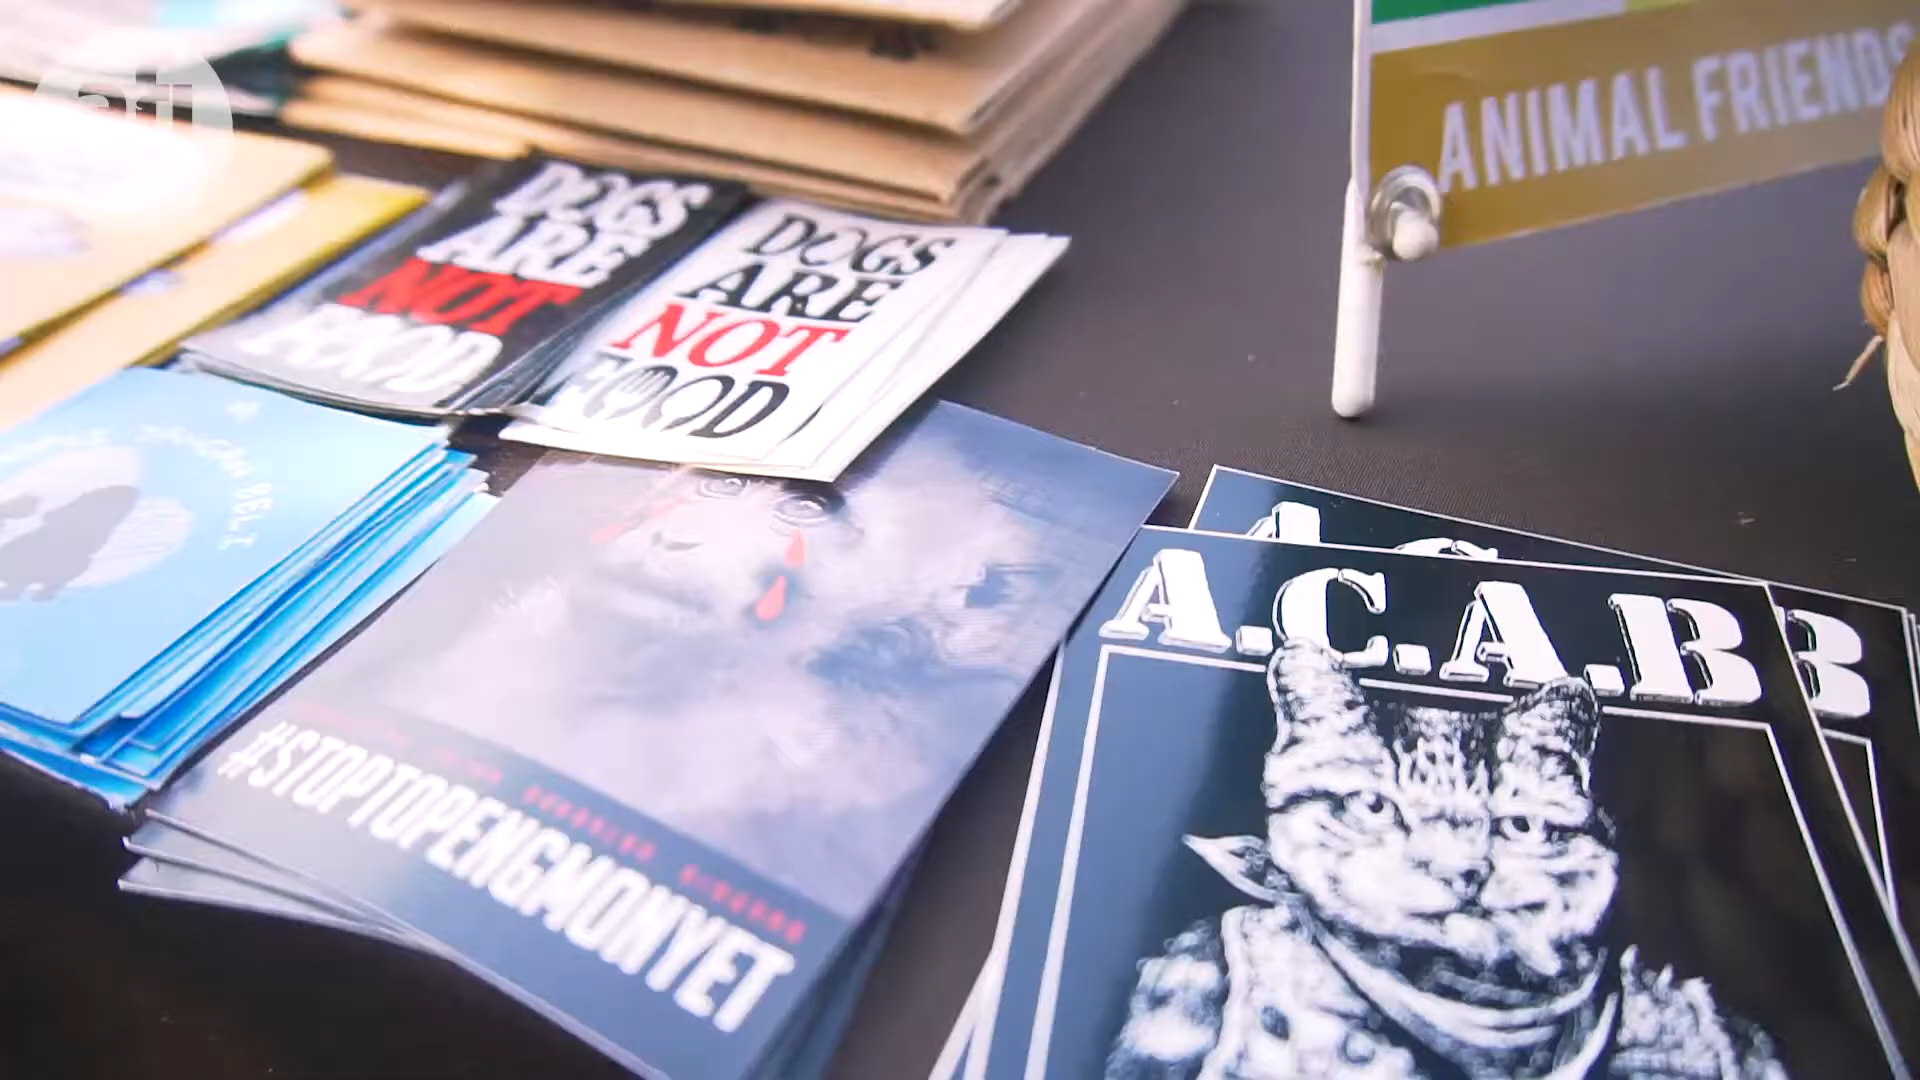 ANIMAL FRIENDS
DOGS
ARE
NOT
FOOD
DOGS
ARE
NOT
FOOD
#STOPTOPENGMONYET
A.C.A.B